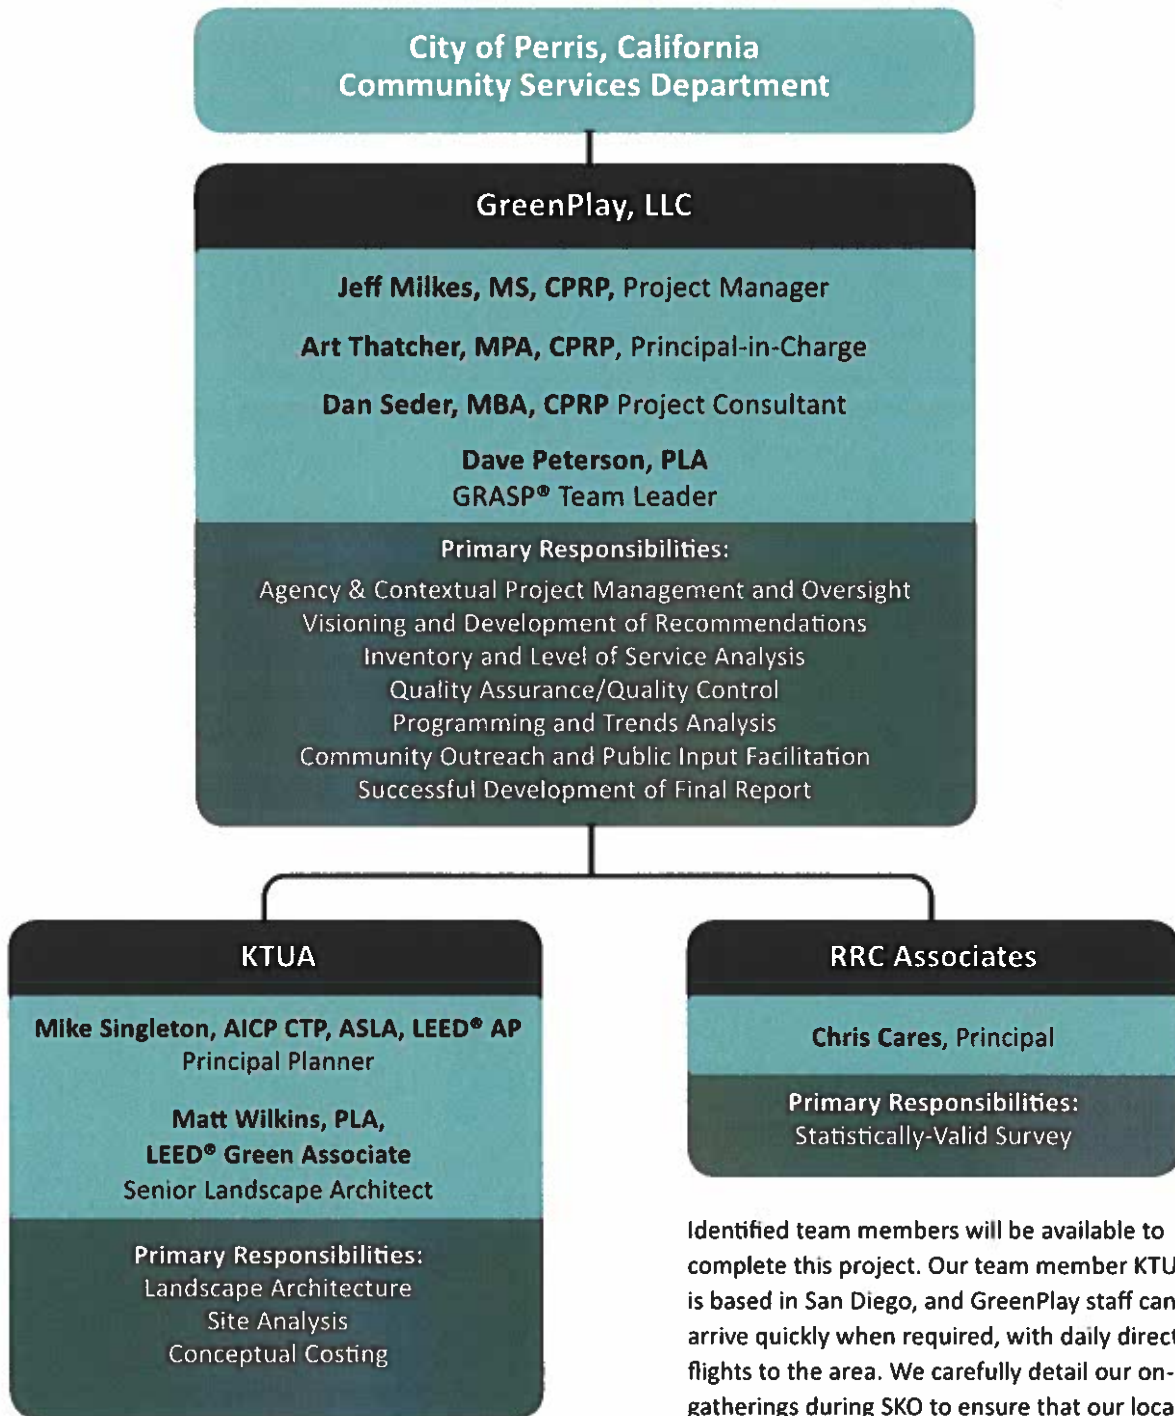 City of Perris, California
Community Services Department
GreenPlay, LLC
Jeff Milkes, MS, CPRP, Project Manager
Art Thatcher, MPA, CPRP, Principal-in-Charge
Dan Seder, MBA, CPRP Project Consultant
Dave Peterson, PLA
GRASP® Team Leader
Primary Responsibilities:
Agency & Contextual Project Management and Oversight
Visioning and Development of Recommendations
Inventory and Level of Service Analysis
Quality Assurance/Quality Control
Programming and Trends Analysis
Community Outreach and Public Input Facilitation
Successful Development of Final Report
KTUA
Mike Singleton, AICP CTP, ASLA, LEED® AP
Principal Planner
Matt Wilkins, PLA,
LEED® Green Associate
Senior Landscape Architect
Primary Responsibilities:
Landscape Architecture
Site Analysis
Conceptual Costing
RRC Associates
Chris Cares, Principal
Primary Responsibilities:
Statistically-Valid Survey
Identified team members will be available to
complete this project. Our team member KTU
is based in San Diego, and GreenPlay staff can
arrive quickly when required, with daily direct
flights to the area. We carefully detail our on-
gatherings during SKO to ensure that our loca